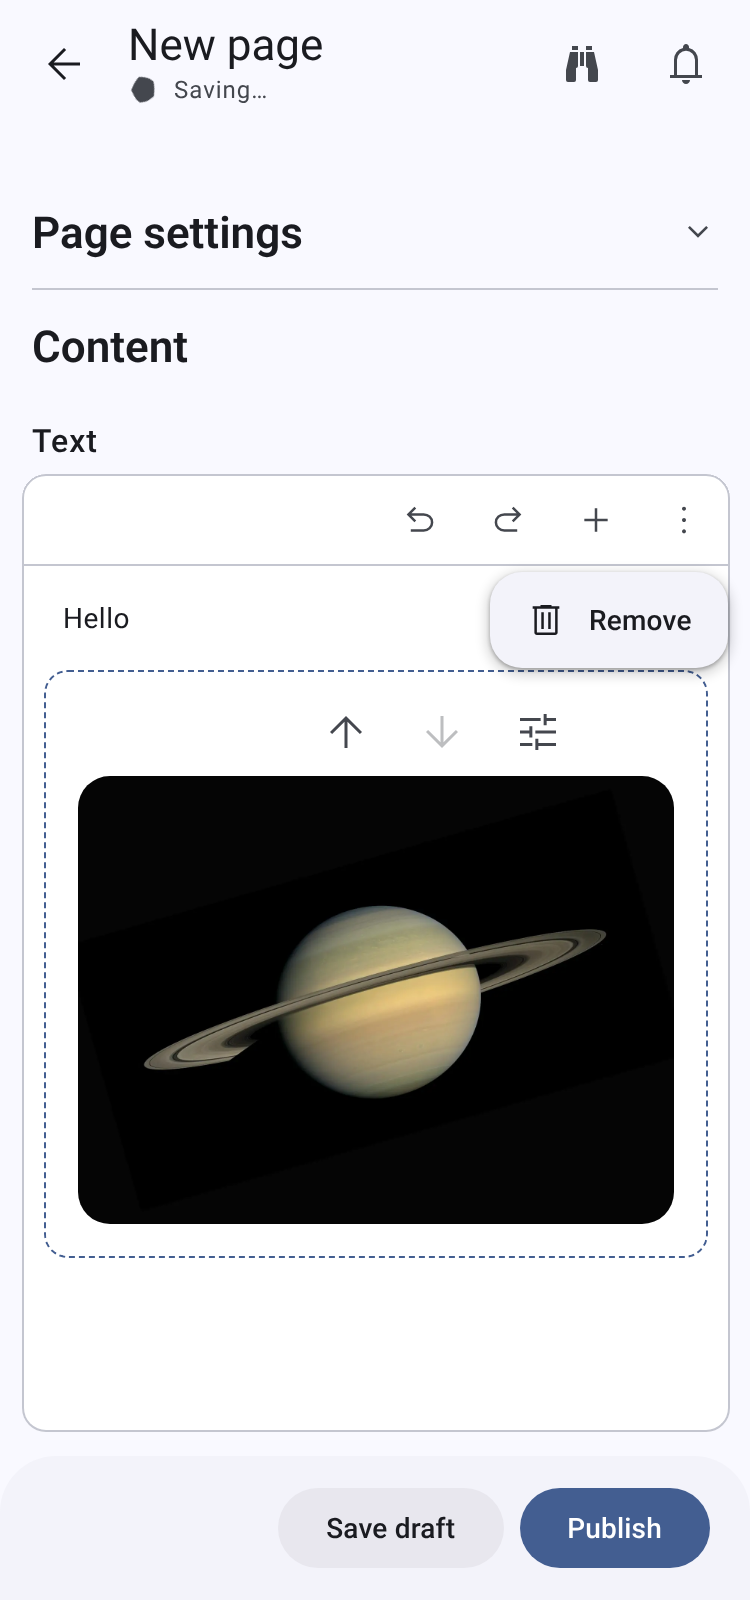 New page
Saving...
Page settings
Content
Text
Hello
Remove
Save draft
Publish